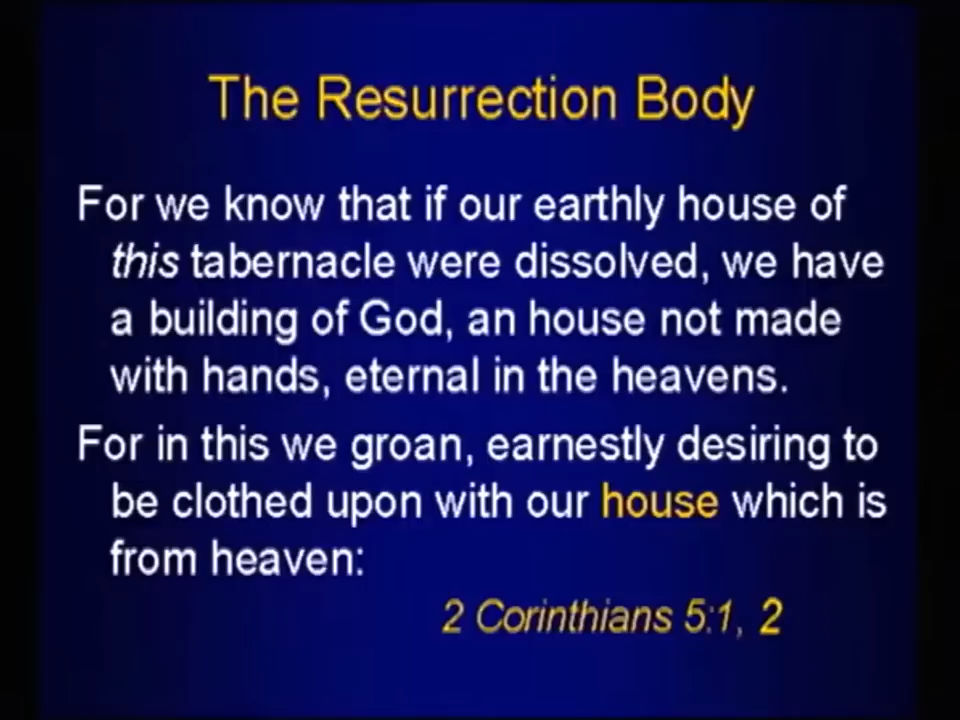 The Resurrection Body
For we know that if our earthly house of
this tabernacle were dissolved, we have
a building of God, an house not made
with hands, eternal in the heavens.
For in this we groan, earnestly desiring to
be clothed upon with our house which is
from heaven:
2 Corinthians 5:1, 2